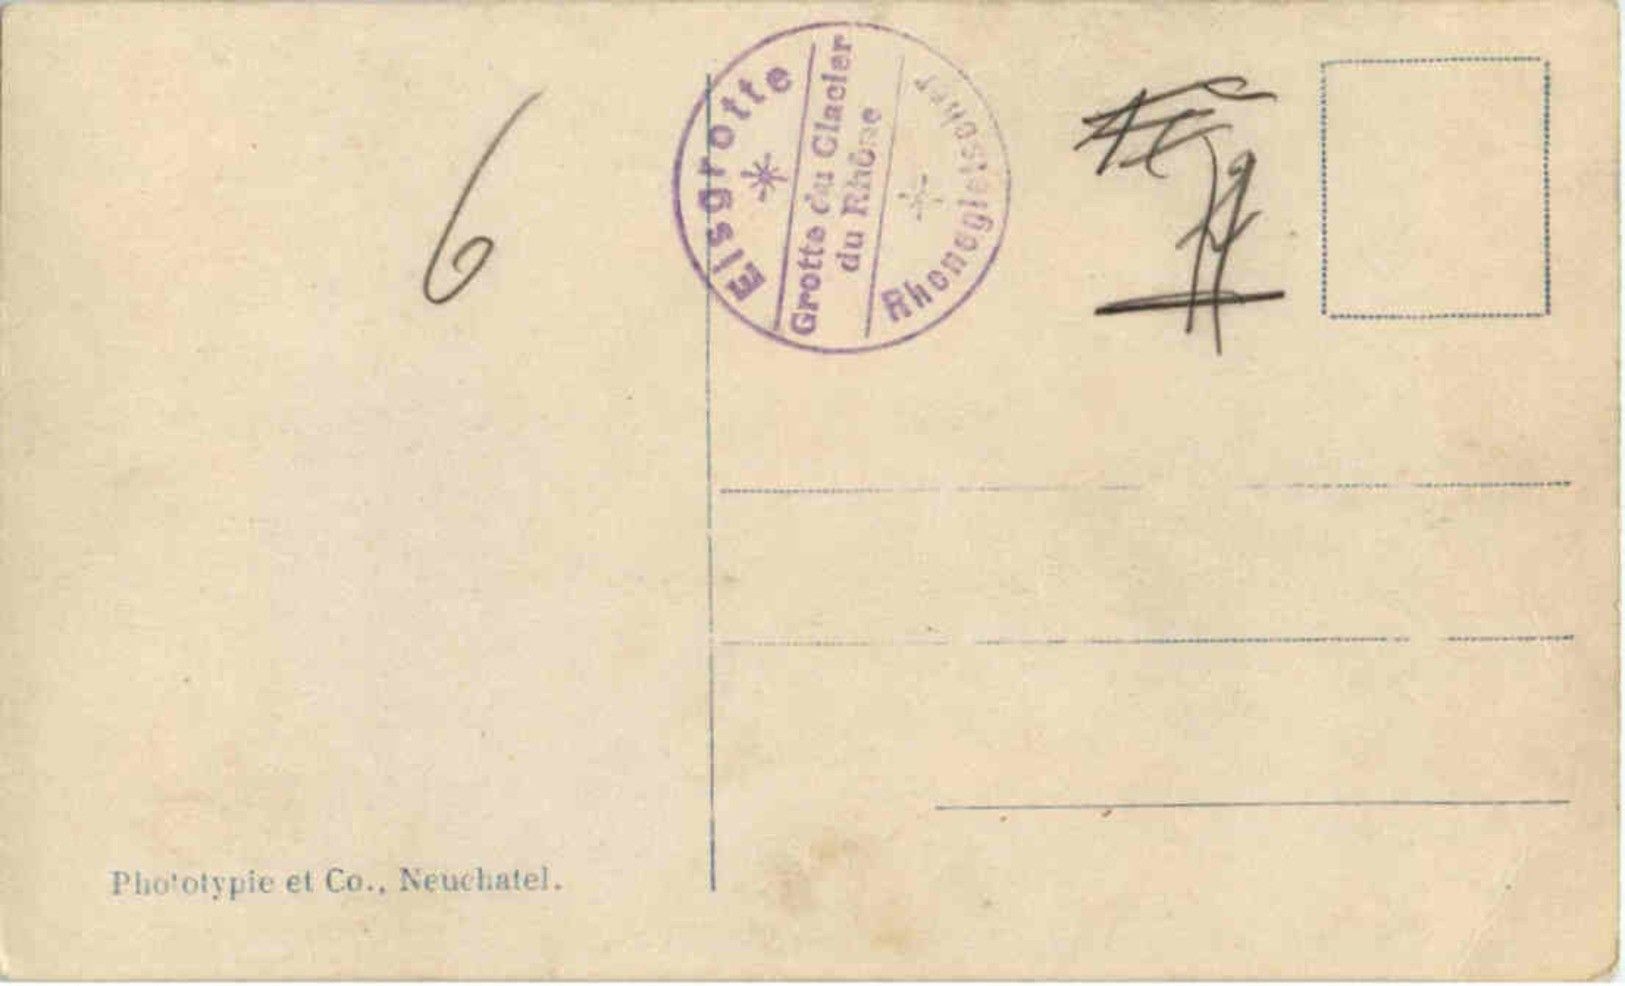 6
Eisgrotte
Grotte du Glacier
du Rhône
Rhonegletscher
Phototypie et Co., Neuchatel.